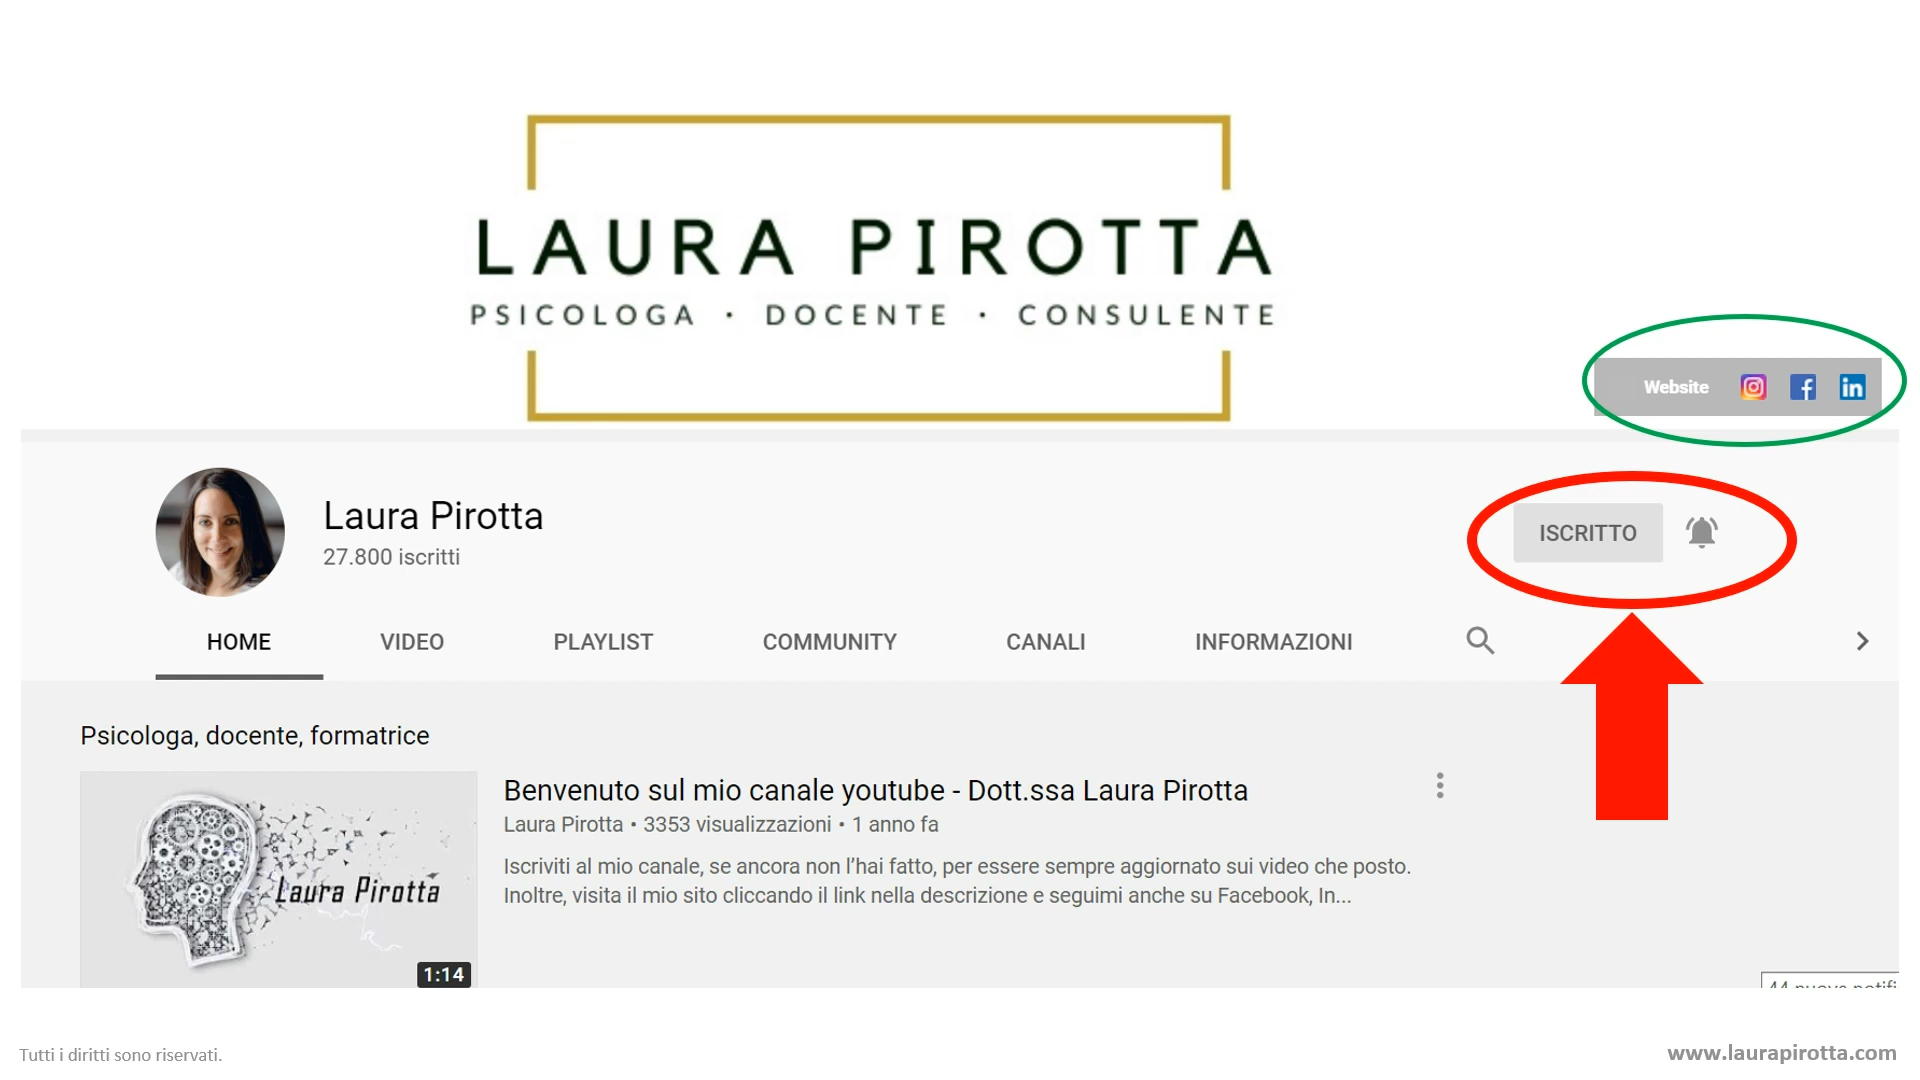 LAURA PIROTTA
PSICOLOGA · DOCENTE · CONSULENTE
Website
Laura Pirotta
27.800 iscritti
ISCRITTO
HOME VIDEO PLAYLIST COMMUNITY CANALI INFORMAZIONI
Psicologa, docente, formatrice
Laura Pirotta
1:14
Benvenuto sul mio canale youtube - Dott.ssa Laura Pirotta
Laura Pirotta • 3353 visualizzazioni • 1 anno fa
Iscriviti al mio canale, se ancora non l’hai fatto, per essere sempre aggiornato sui video che posto.
Inoltre, visita il mio sito cliccando il link nella descrizione e seguimi anche su Facebook, In...
Tutti i diritti sono riservati.
www.laurapirotta.com